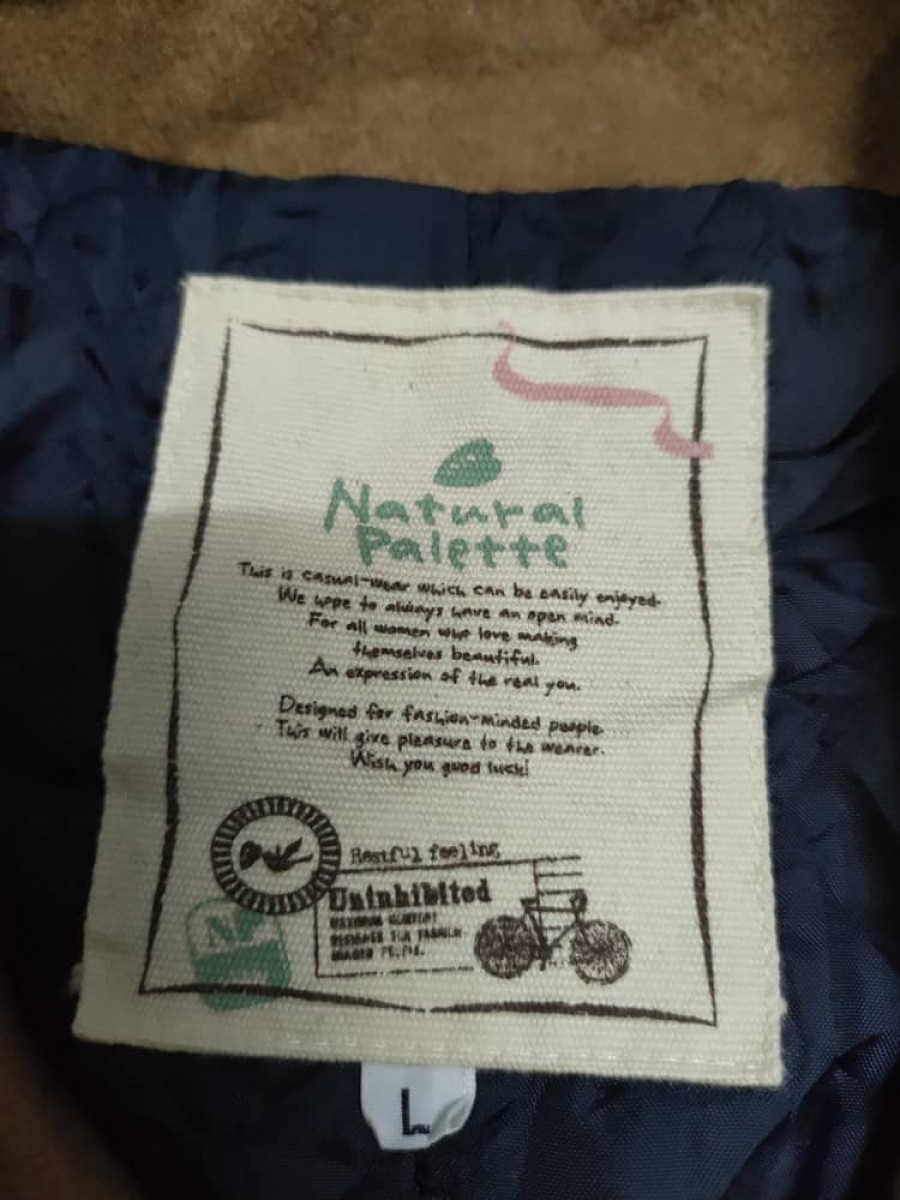 Natural
Palette
This is casual-wear which can be easily enjoyed.
We hope to always have an open mind.
For all women who love making
themselves beautiful.
An expression of the real you.
Designed for fashion-minded people.
This will give pleasure to the wearer.
Wish you good luck!
Restful feeling
Uninhibited
L